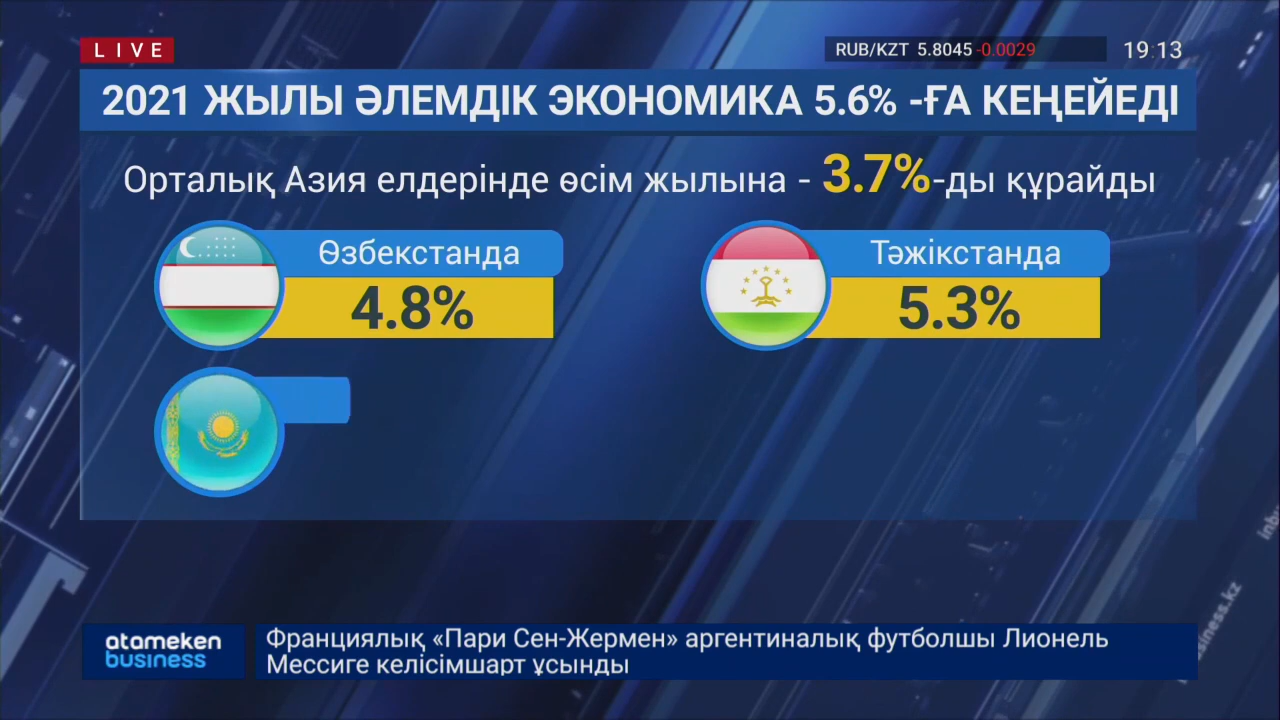 LIVE
RUB/KZT 5.8045 -0.0029
19:13
2021 ЖЫЛЫ ӘЛЕМДІК ЭКОНОМИКА 5.6% -ҒА КЕҢЕЙЕДІ
Орталық Азия елдерінде өсім жылына - 3.7%-ды құрайды
Өзбекстанда
4.8%
Тәжікстанда
5.3%
atameken
business
Франциялық «Пари Сен-Жермен» аргентиналық футболшы Лионель
Мессиге келісімшарт ұсынды